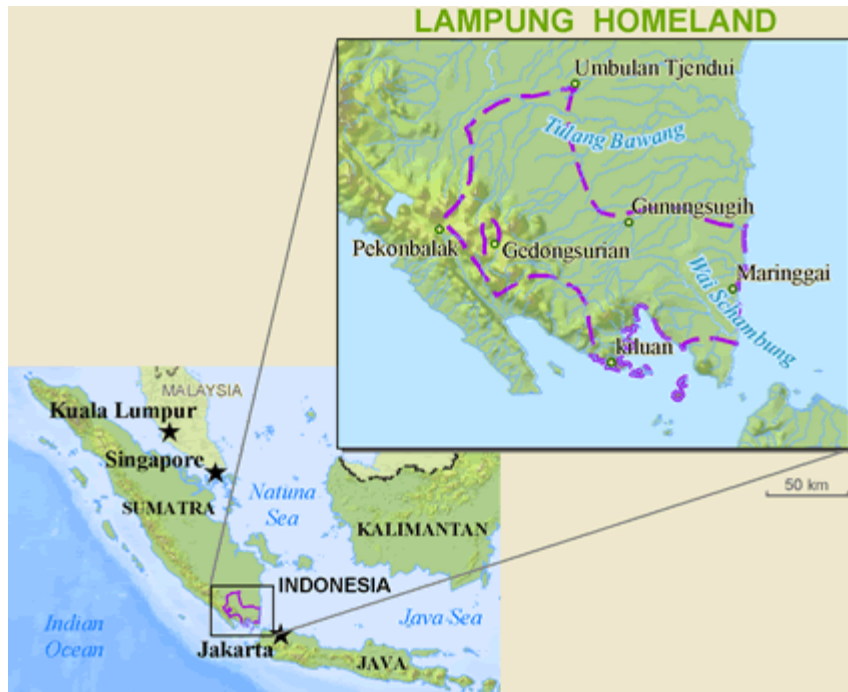 LAMPUNG HOMELAND
Umbulan Tjendui
Tulang Bawang
Gunungsugih
Pekonbalak
Gedongsurian
Maringgai
Wai Schambung
kiluan
MALAYSIA
Kuala Lumpur
Singapore
SUMATRA
Natuna
Sea
KALIMANTAN
50 km
INDONESIA
Indian
Ocean
Java Sea
Jakarta
JAVA